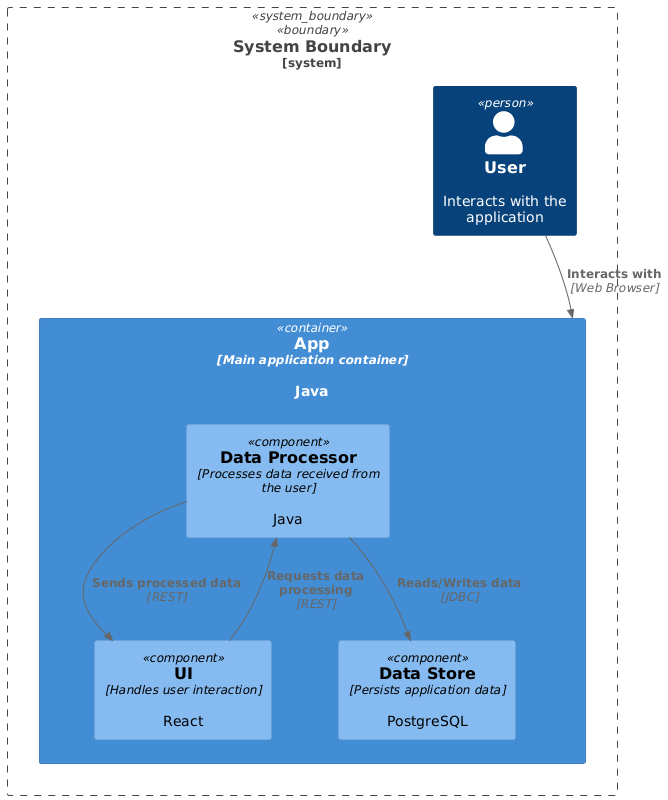 «system_boundary»
«boundary»
System Boundary
[system]
«person»
User
Interacts with the
application
Interacts with
[Web Browser]
«container»
App
[Main application container]
Java
«component»
Data Processor
[Processes data received from
the user]
Java
Sends processed data
[REST]
Requests data
processing
[REST]
Reads/Writes data
[JDBC]
«component»
UI
[Handles user interaction]
React
«component»
Data Store
[Persists application data]
PostgreSQL